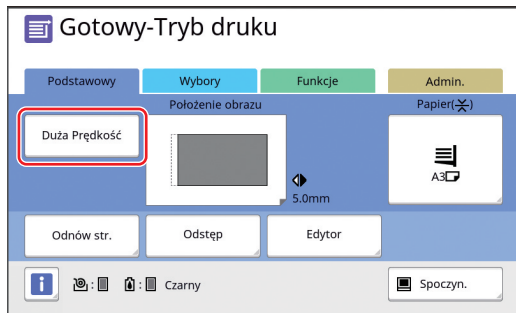 Gotowy-Tryb druku
Podstawowy
Wybory
Funkcje
Admin.
Położenie obrazu
Papier( )
Duża Prędkość
A3
5.0mm
Odnów str.
Odstęp
Edytor
i
:
:
Czarny
Spoczyn.